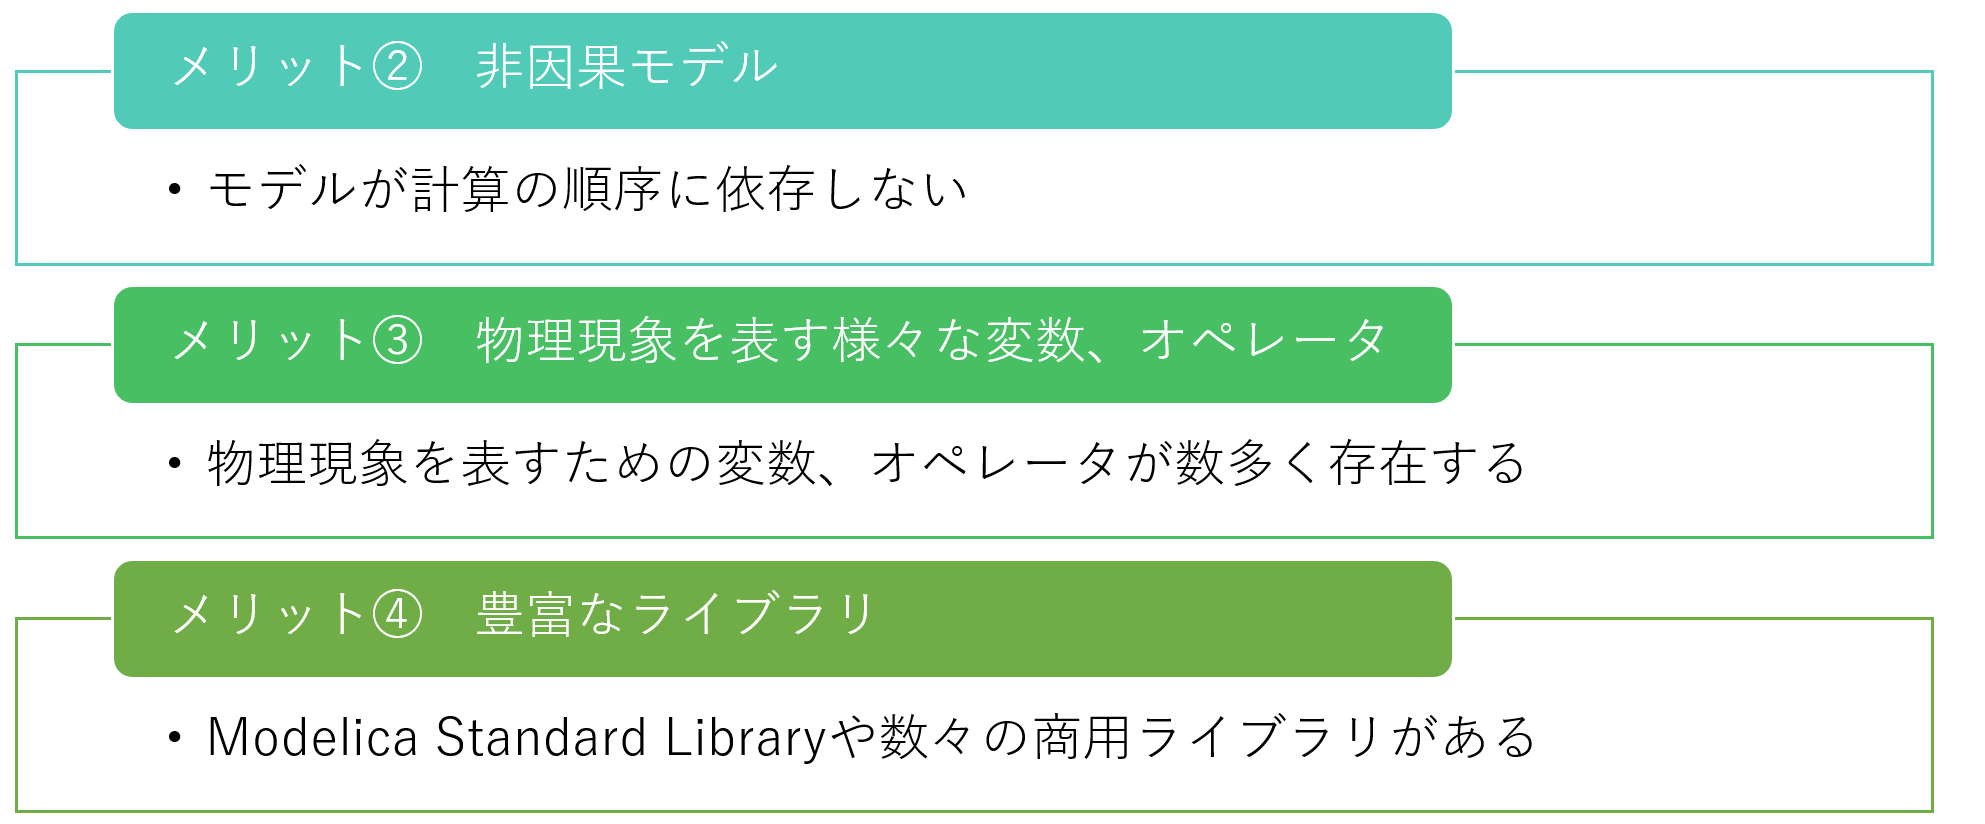 メリット②　非因果モデル
・モデルが計算の順序に依存しない
メリット③　物理現象を表す様々な変数、オペレータ
・物理現象を表すための変数、オペレータが数多く存在する
メリット④　豊富なライブラリ
・Modelica Standard Libraryや数々の商用ライブラリがある